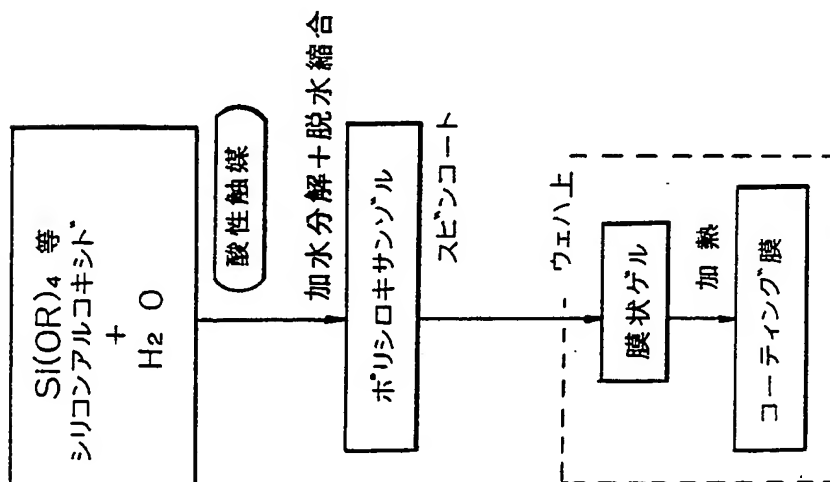 Si(OR)₄ 等
シリコンアルコキシド
+
H₂O
酸性触媒
加水分解+脱水縮合
ポリシロキサンゾル
スピンコート
ウェハ上
膜状ゲル
加熱
コーティング膜